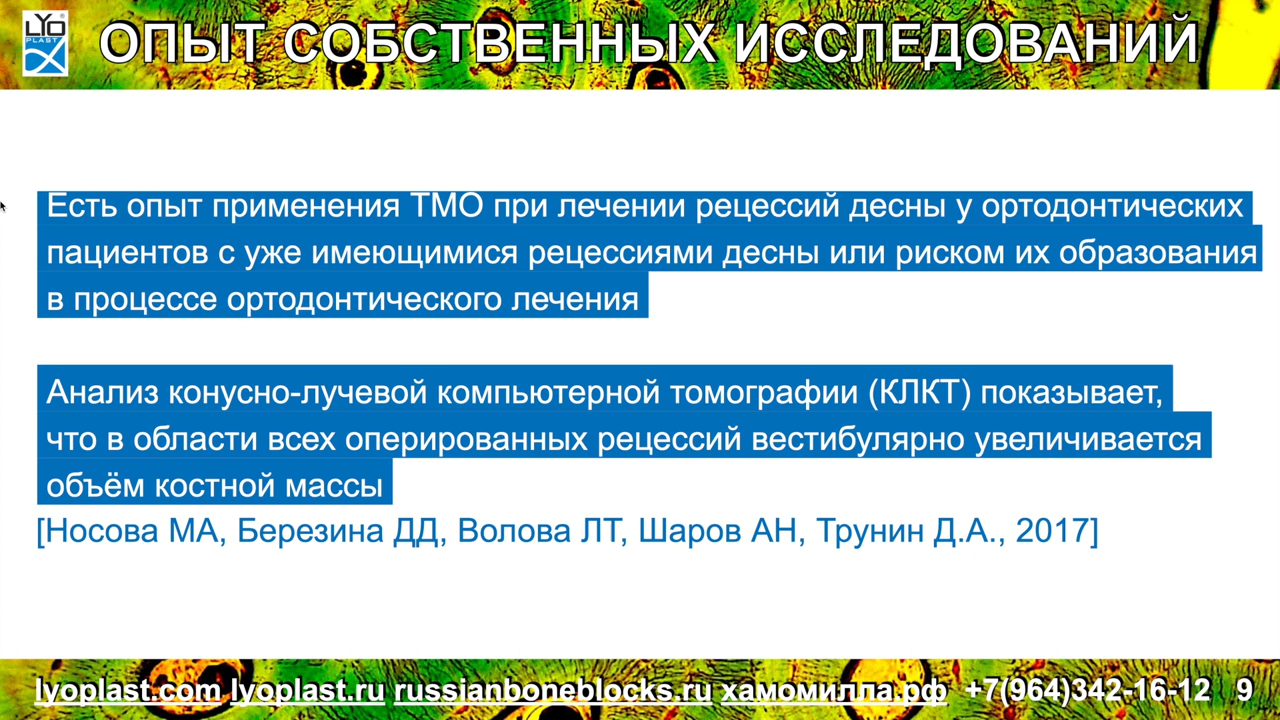 LYO
PLAST
ОПЫТ СОБСТВЕННЫХ ИССЛЕДОВАНИЙ
Есть опыт применения ТМО при лечении рецессий десны у ортодонтических
пациентов с уже имеющимися рецессиями десны или риском их образования
в процессе ортодонтического лечения
Анализ конусно-лучевой компьютерной томографии (КЛКТ) показывает,
что в области всех оперированных рецессий вестибулярно увеличивается
объём костной массы
[Носова МА, Березина ДД, Волова ЛТ, Шаров АН, Трунин Д.А., 2017]
lyoplast.com lyoplast.ru russianboneblocks.ru хамомилла.рф +7(964)342-16-12 9